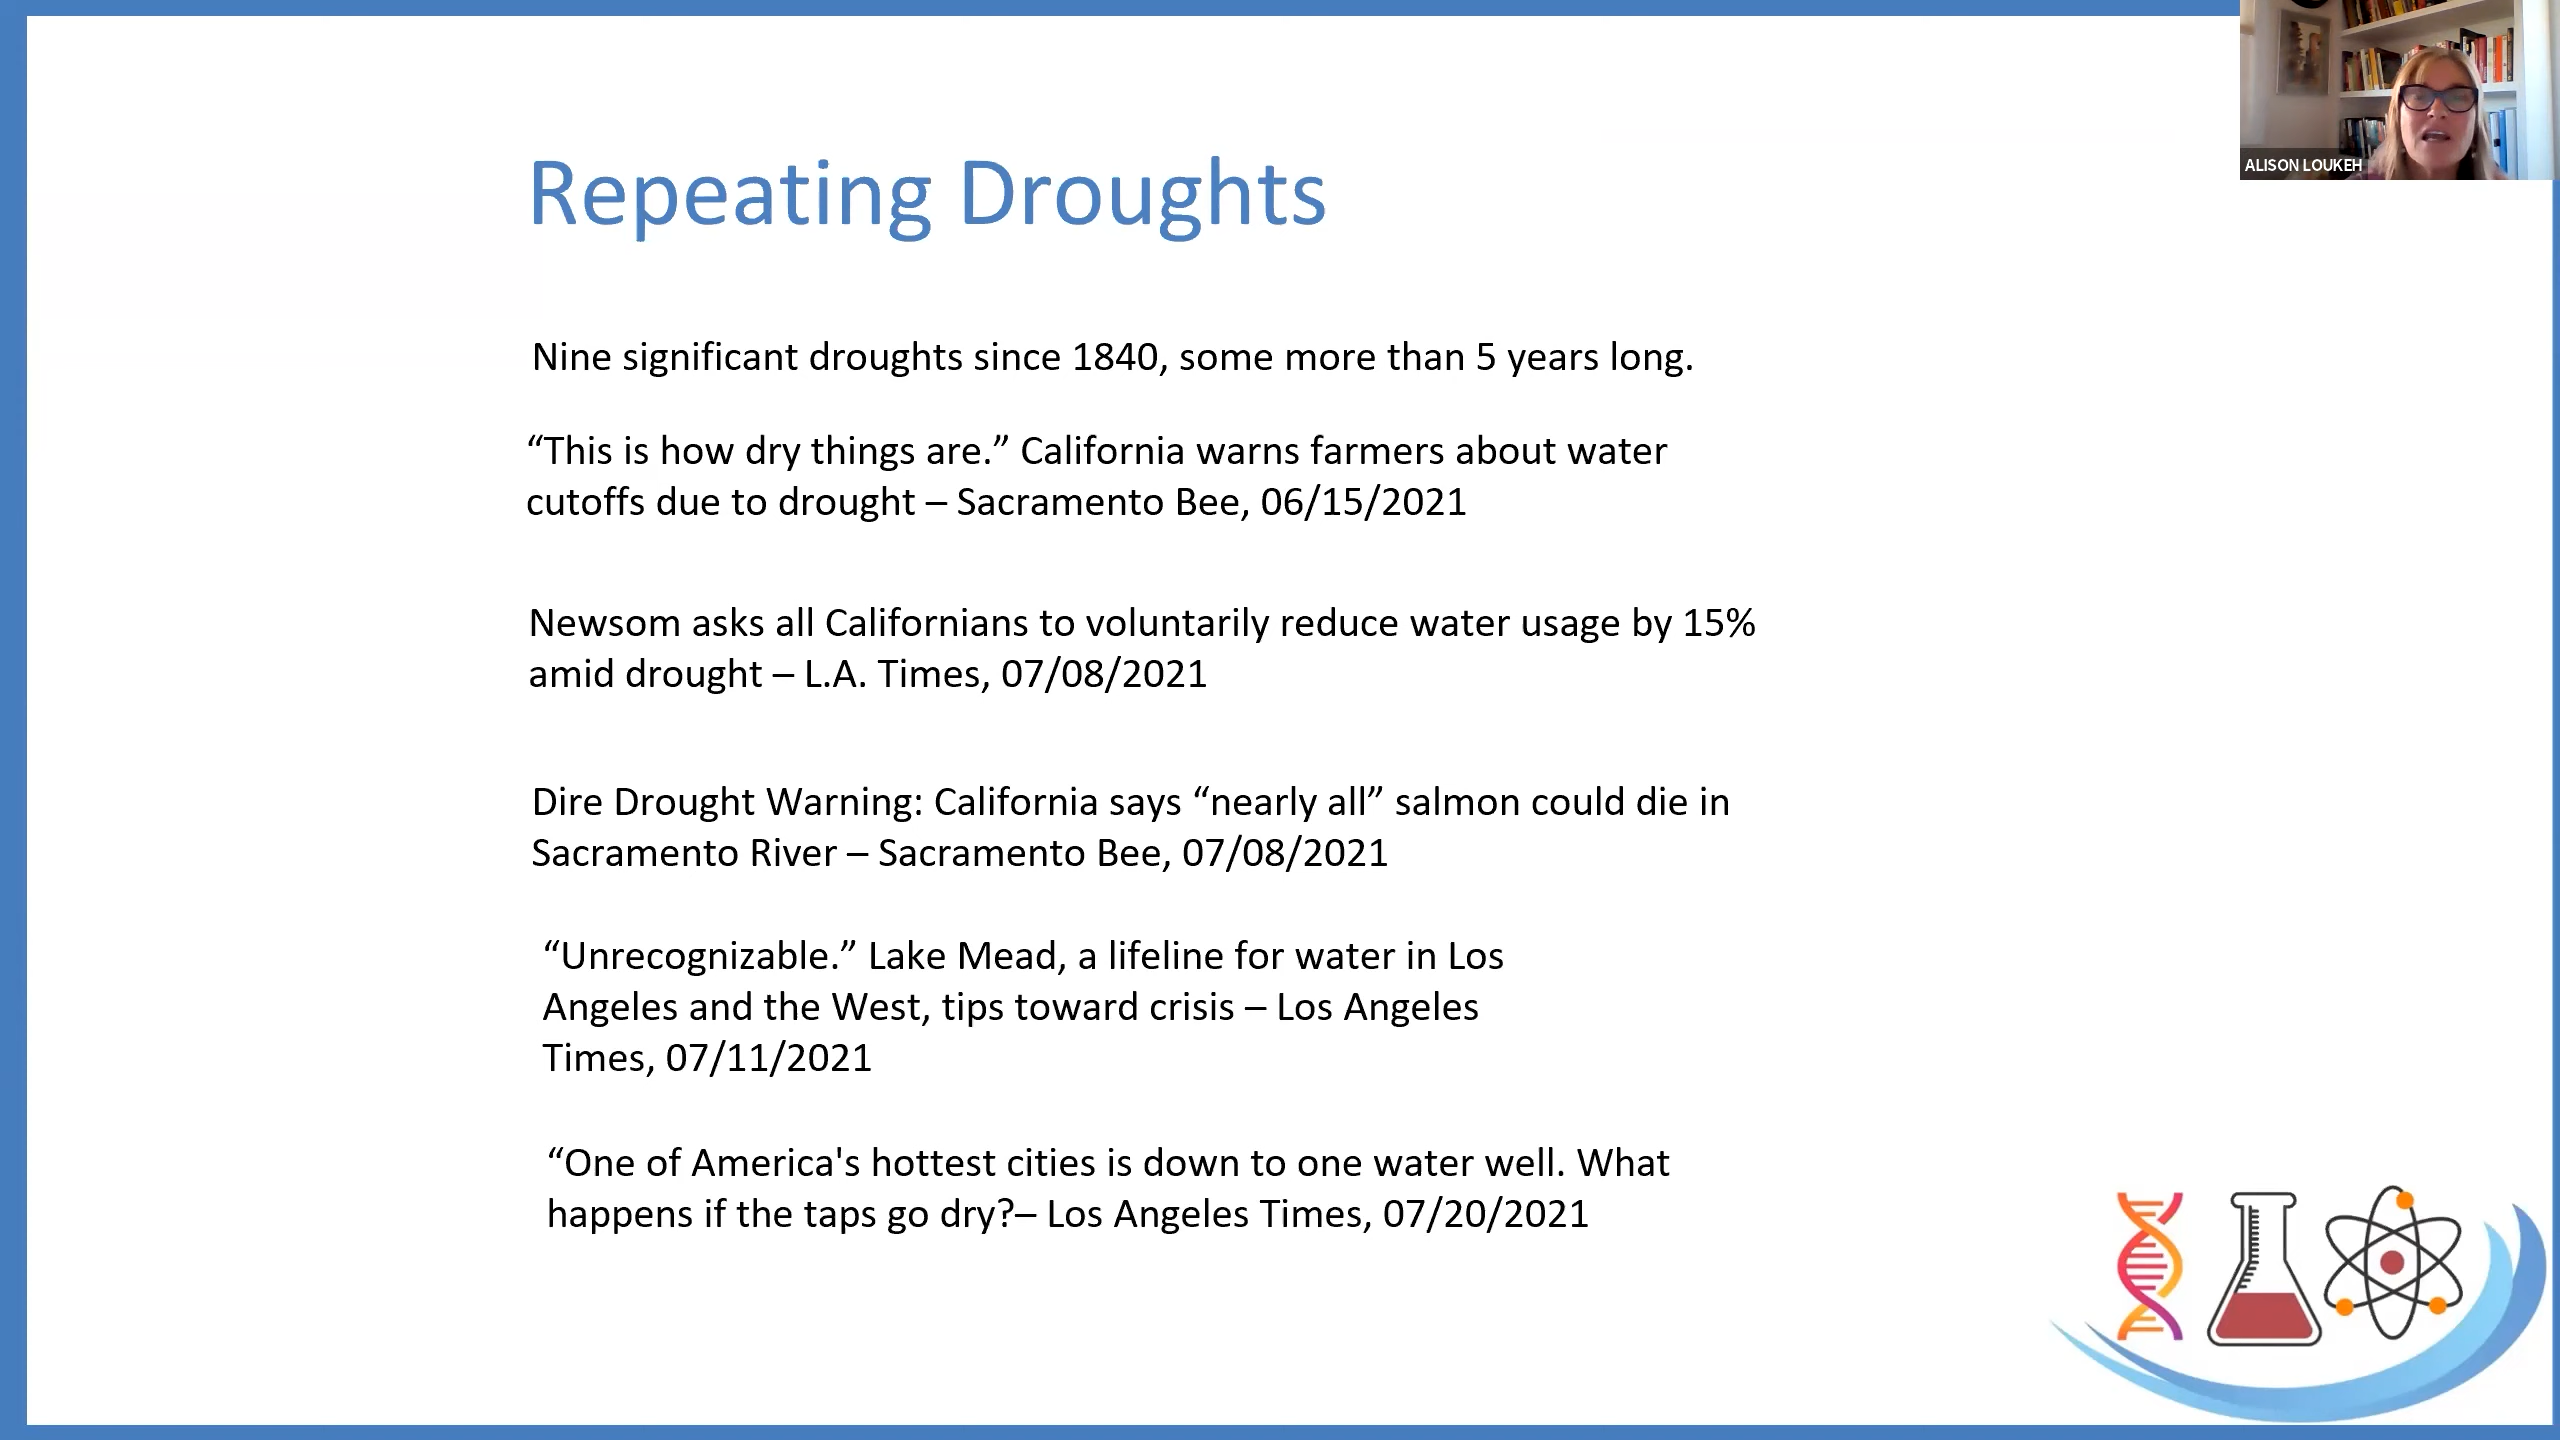 ALISON LOUKEH
Repeating Droughts
Nine significant droughts since 1840, some more than 5 years long.
“This is how dry things are.” California warns farmers about water
cutoffs due to drought – Sacramento Bee, 06/15/2021
Newsom asks all Californians to voluntarily reduce water usage by 15%
amid drought – L.A. Times, 07/08/2021
Dire Drought Warning: California says “nearly all” salmon could die in
Sacramento River – Sacramento Bee, 07/08/2021
“Unrecognizable.” Lake Mead, a lifeline for water in Los
Angeles and the West, tips toward crisis – Los Angeles
Times, 07/11/2021
“One of America's hottest cities is down to one water well. What
happens if the taps go dry?– Los Angeles Times, 07/20/2021